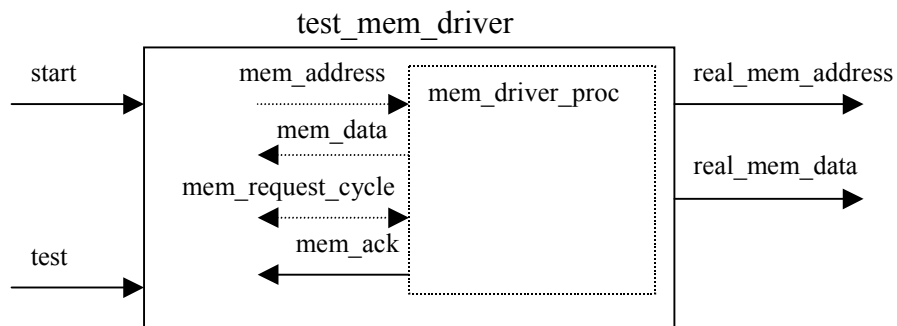 test_mem_driver
start
mem_address
real_mem_address
mem_driver_proc
mem_data
real_mem_data
mem_request_cycle
mem_ack
test